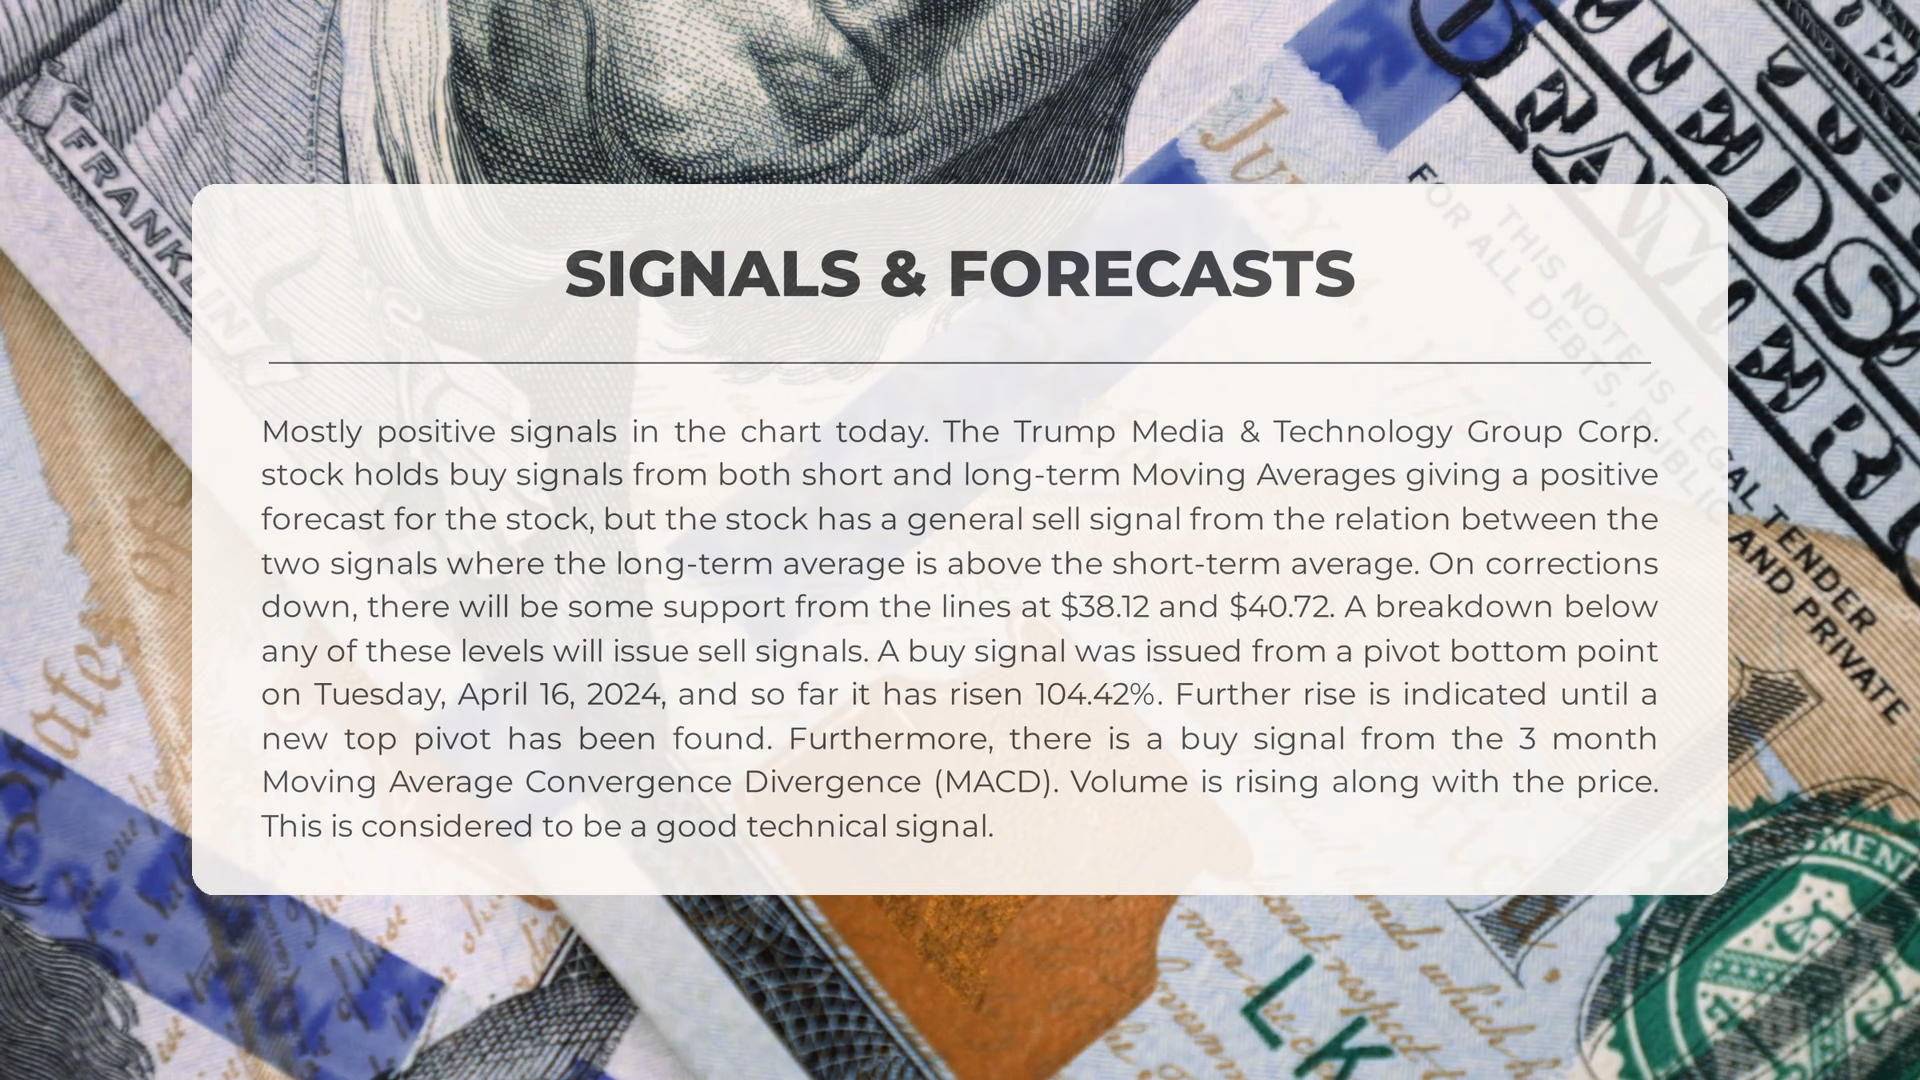 FRANKLIN
JULY
FOR ALL DEBTS, PUBLIC
THIS NOTE IS LEGAL TENDER
AND PRIVATE
SIGNALS & FORECASTS
Mostly positive signals in the chart today. The Trump Media & Technology Group Corp.
stock holds buy signals from both short and long-term Moving Averages giving a positive
forecast for the stock, but the stock has a general sell signal from the relation between the
two signals where the long-term average is above the short-term average. On corrections
down, there will be some support from the lines at $38.12 and $40.72. A breakdown below
any of these levels will issue sell signals. A buy signal was issued from a pivot bottom point
on Tuesday, April 16, 2024, and so far it has risen 104.42%. Further rise is indicated until a
new top pivot has been found. Furthermore, there is a buy signal from the 3 month
Moving Average Convergence Divergence (MACD). Volume is rising along with the price.
This is considered to be a good technical signal.
LK